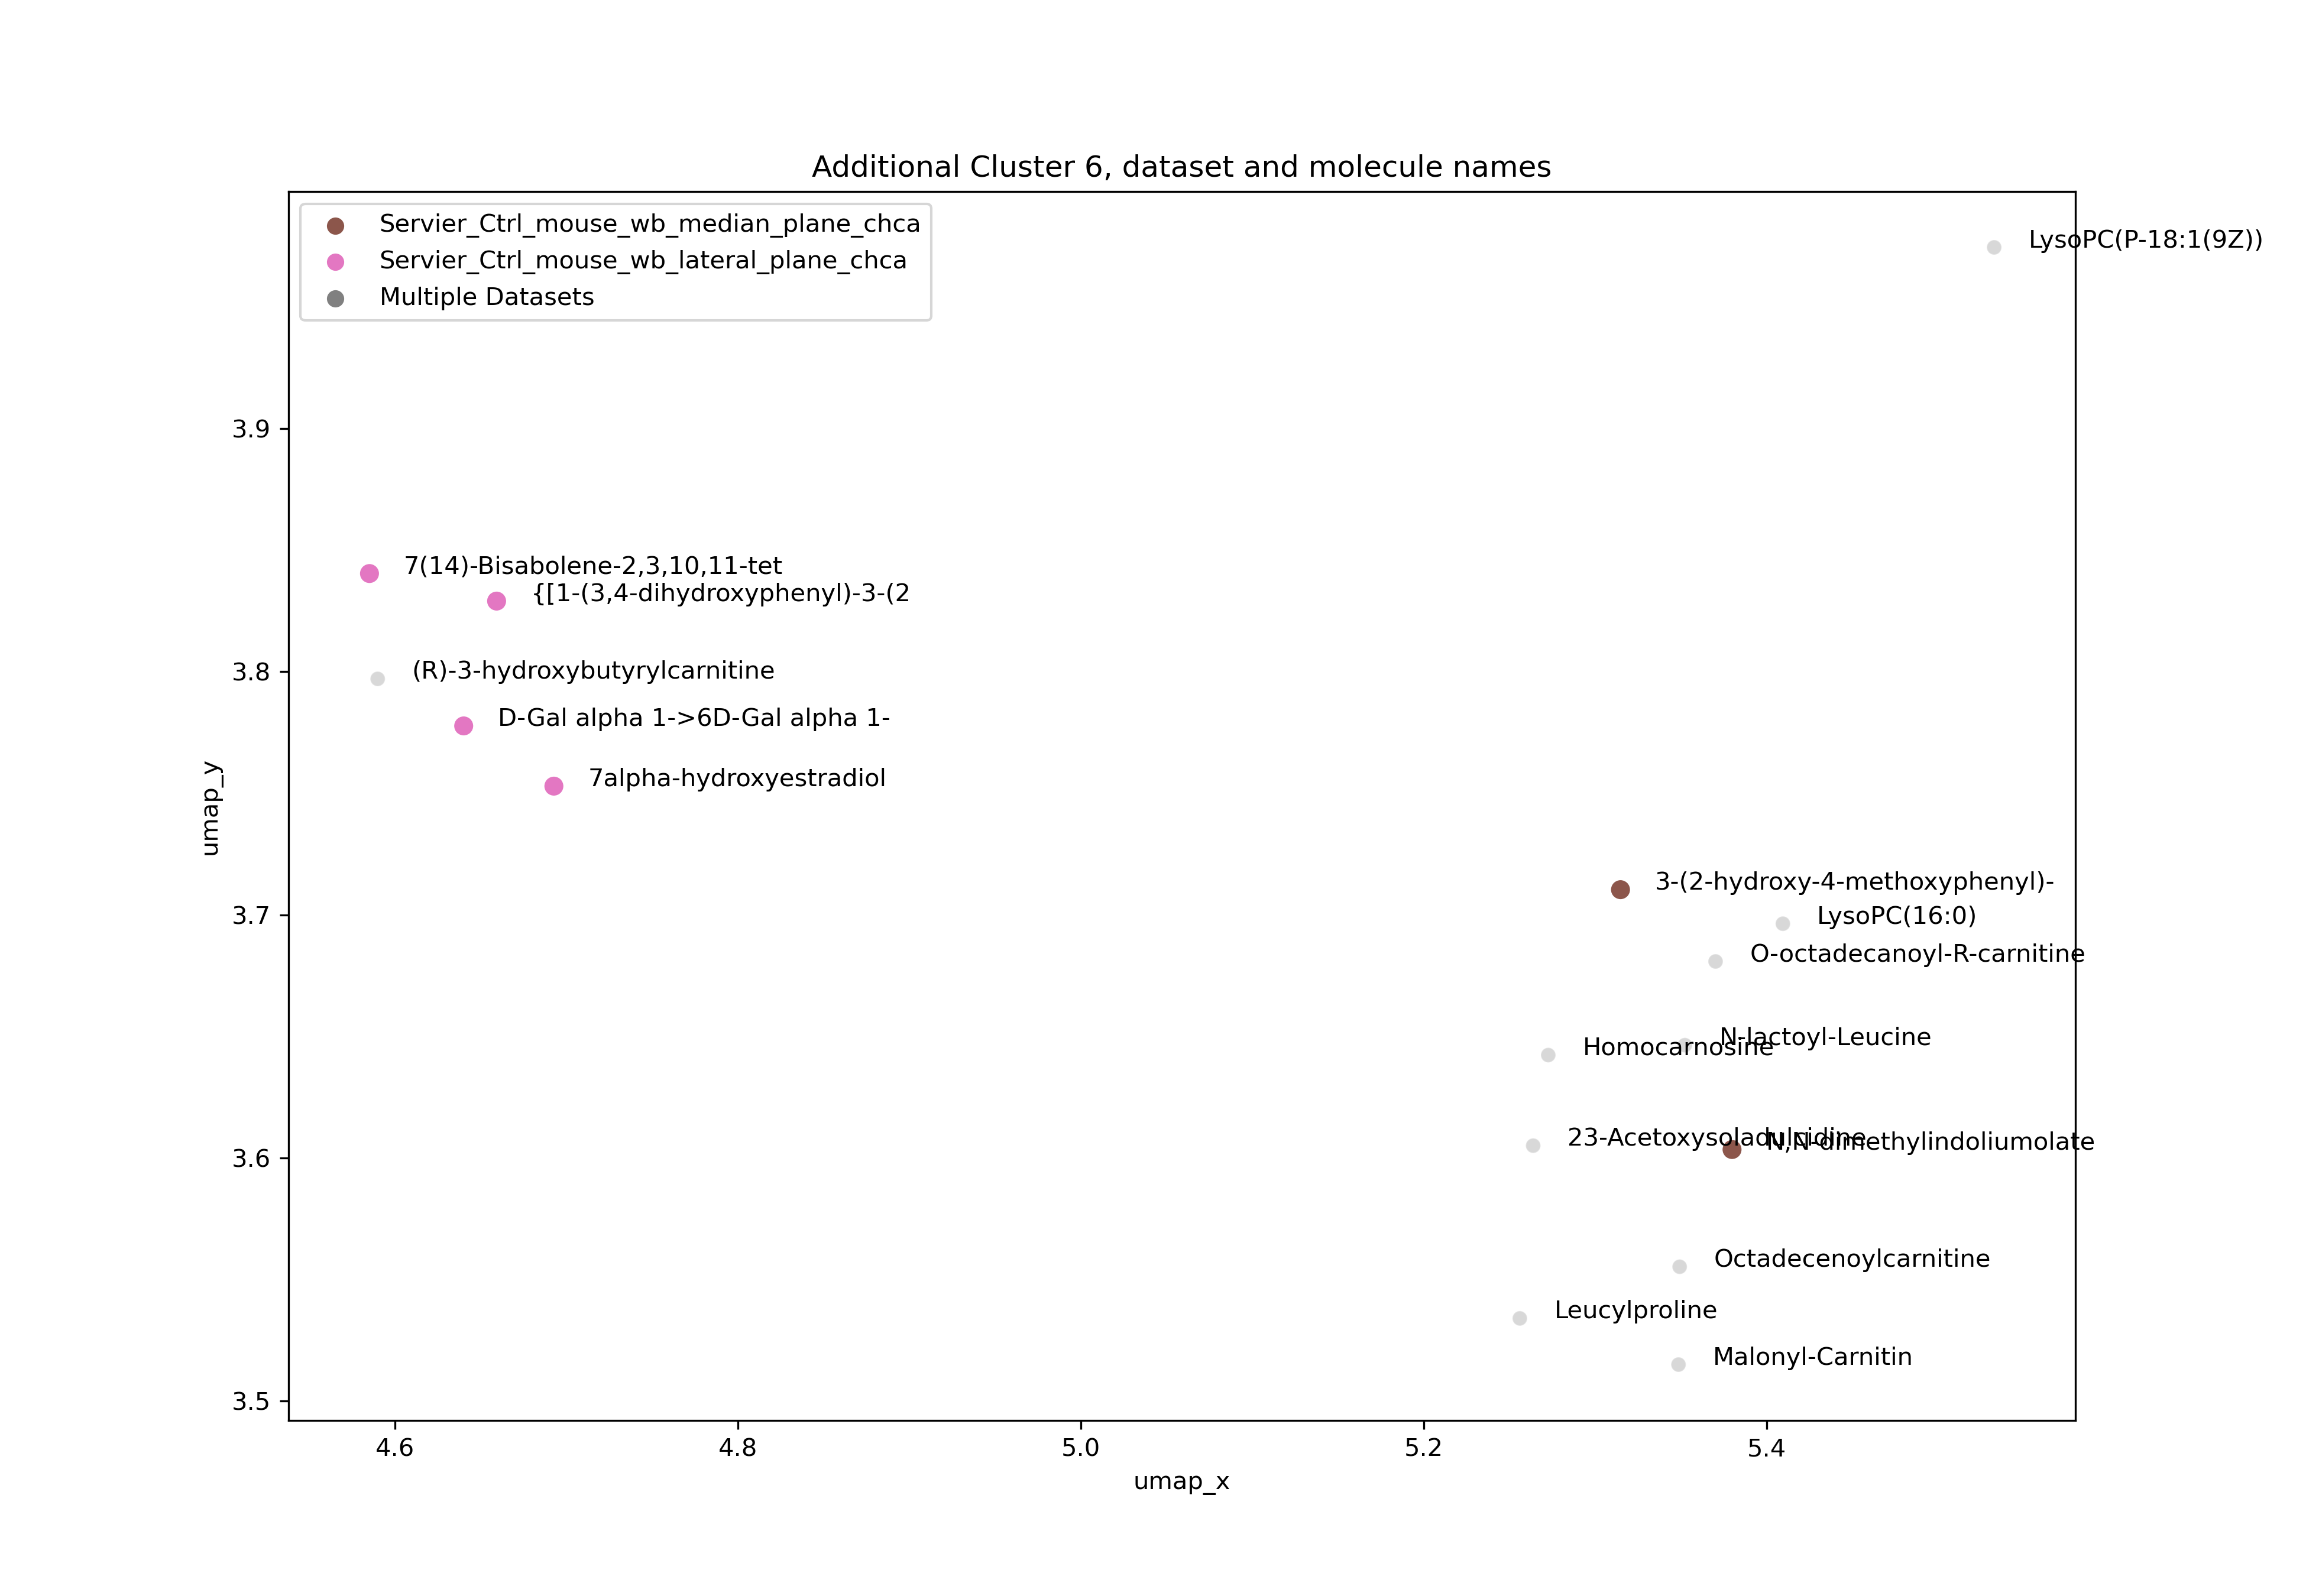 Additional Cluster 6, dataset and molecule names
Servier_Ctrl_mouse_wb_median_plane_chca
Servier_Ctrl_mouse_wb_lateral_plane_chca
Multiple Datasets
LysoPC(P-18:1(9Z))
7(14)-Bisabolene-2,3,10,11-tet
{[1-(3,4-dihydroxyphenyl)-3-(2
(R)-3-hydroxybutyrylcarnitine
D-Gal alpha 1->6D-Gal alpha 1-
7alpha-hydroxyestradiol
3-(2-hydroxy-4-methoxyphenyl)-
LysoPC(16:0)
O-octadecanoyl-R-carnitine
N-lactoyl-Leucine
Homocarnosine
23-Acetoxysoladulcidine
N,N-dimethylindoliumolate
Octadecenoylcarnitine
Leucylproline
Malonyl-Carnitin
3.9
3.8
3.7
3.6
3.5
umap_y
4.6
4.8
5.0
5.2
5.4
umap_x